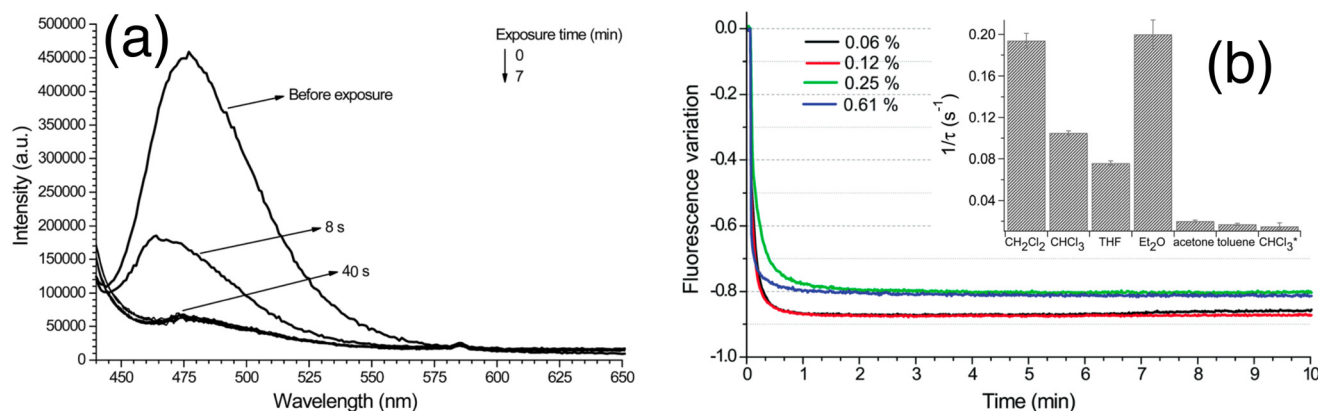 (a)
500000
450000
400000
350000
300000
250000
200000
150000
100000
50000
0
Intensity (a.u.)
Exposure time (min)
0
7
Before exposure
8 s
40 s
450 475 500 525 550 575 600 625 650
Wavelength (nm)
(b)
0.0
-0.2
-0.4
-0.6
-0.8
-1.0
Fluorescence variation
0.06 %
0.12 %
0.25 %
0.61 %
0.20
0.16
0.12
0.08
0.04
1/τ (s⁻¹)
CH₂Cl₂ CHCl₃ THF Et₂O acetone toluene CHCl₃*
0 1 2 3 4 5 6 7 8 9 10
Time (min)